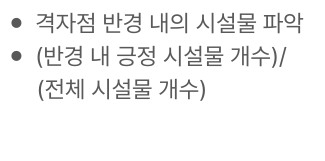 • 격자점 반경 내의 시설물 파악
• (반경 내 긍정 시설물 개수)/
(전체 시설물 개수)